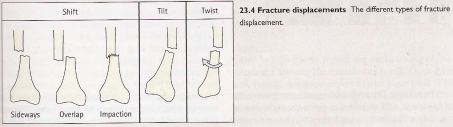 Shift Tilt Twist
Sideways Overlap Impaction
23.4 Fracture displacements The different types of fracture
displacement.